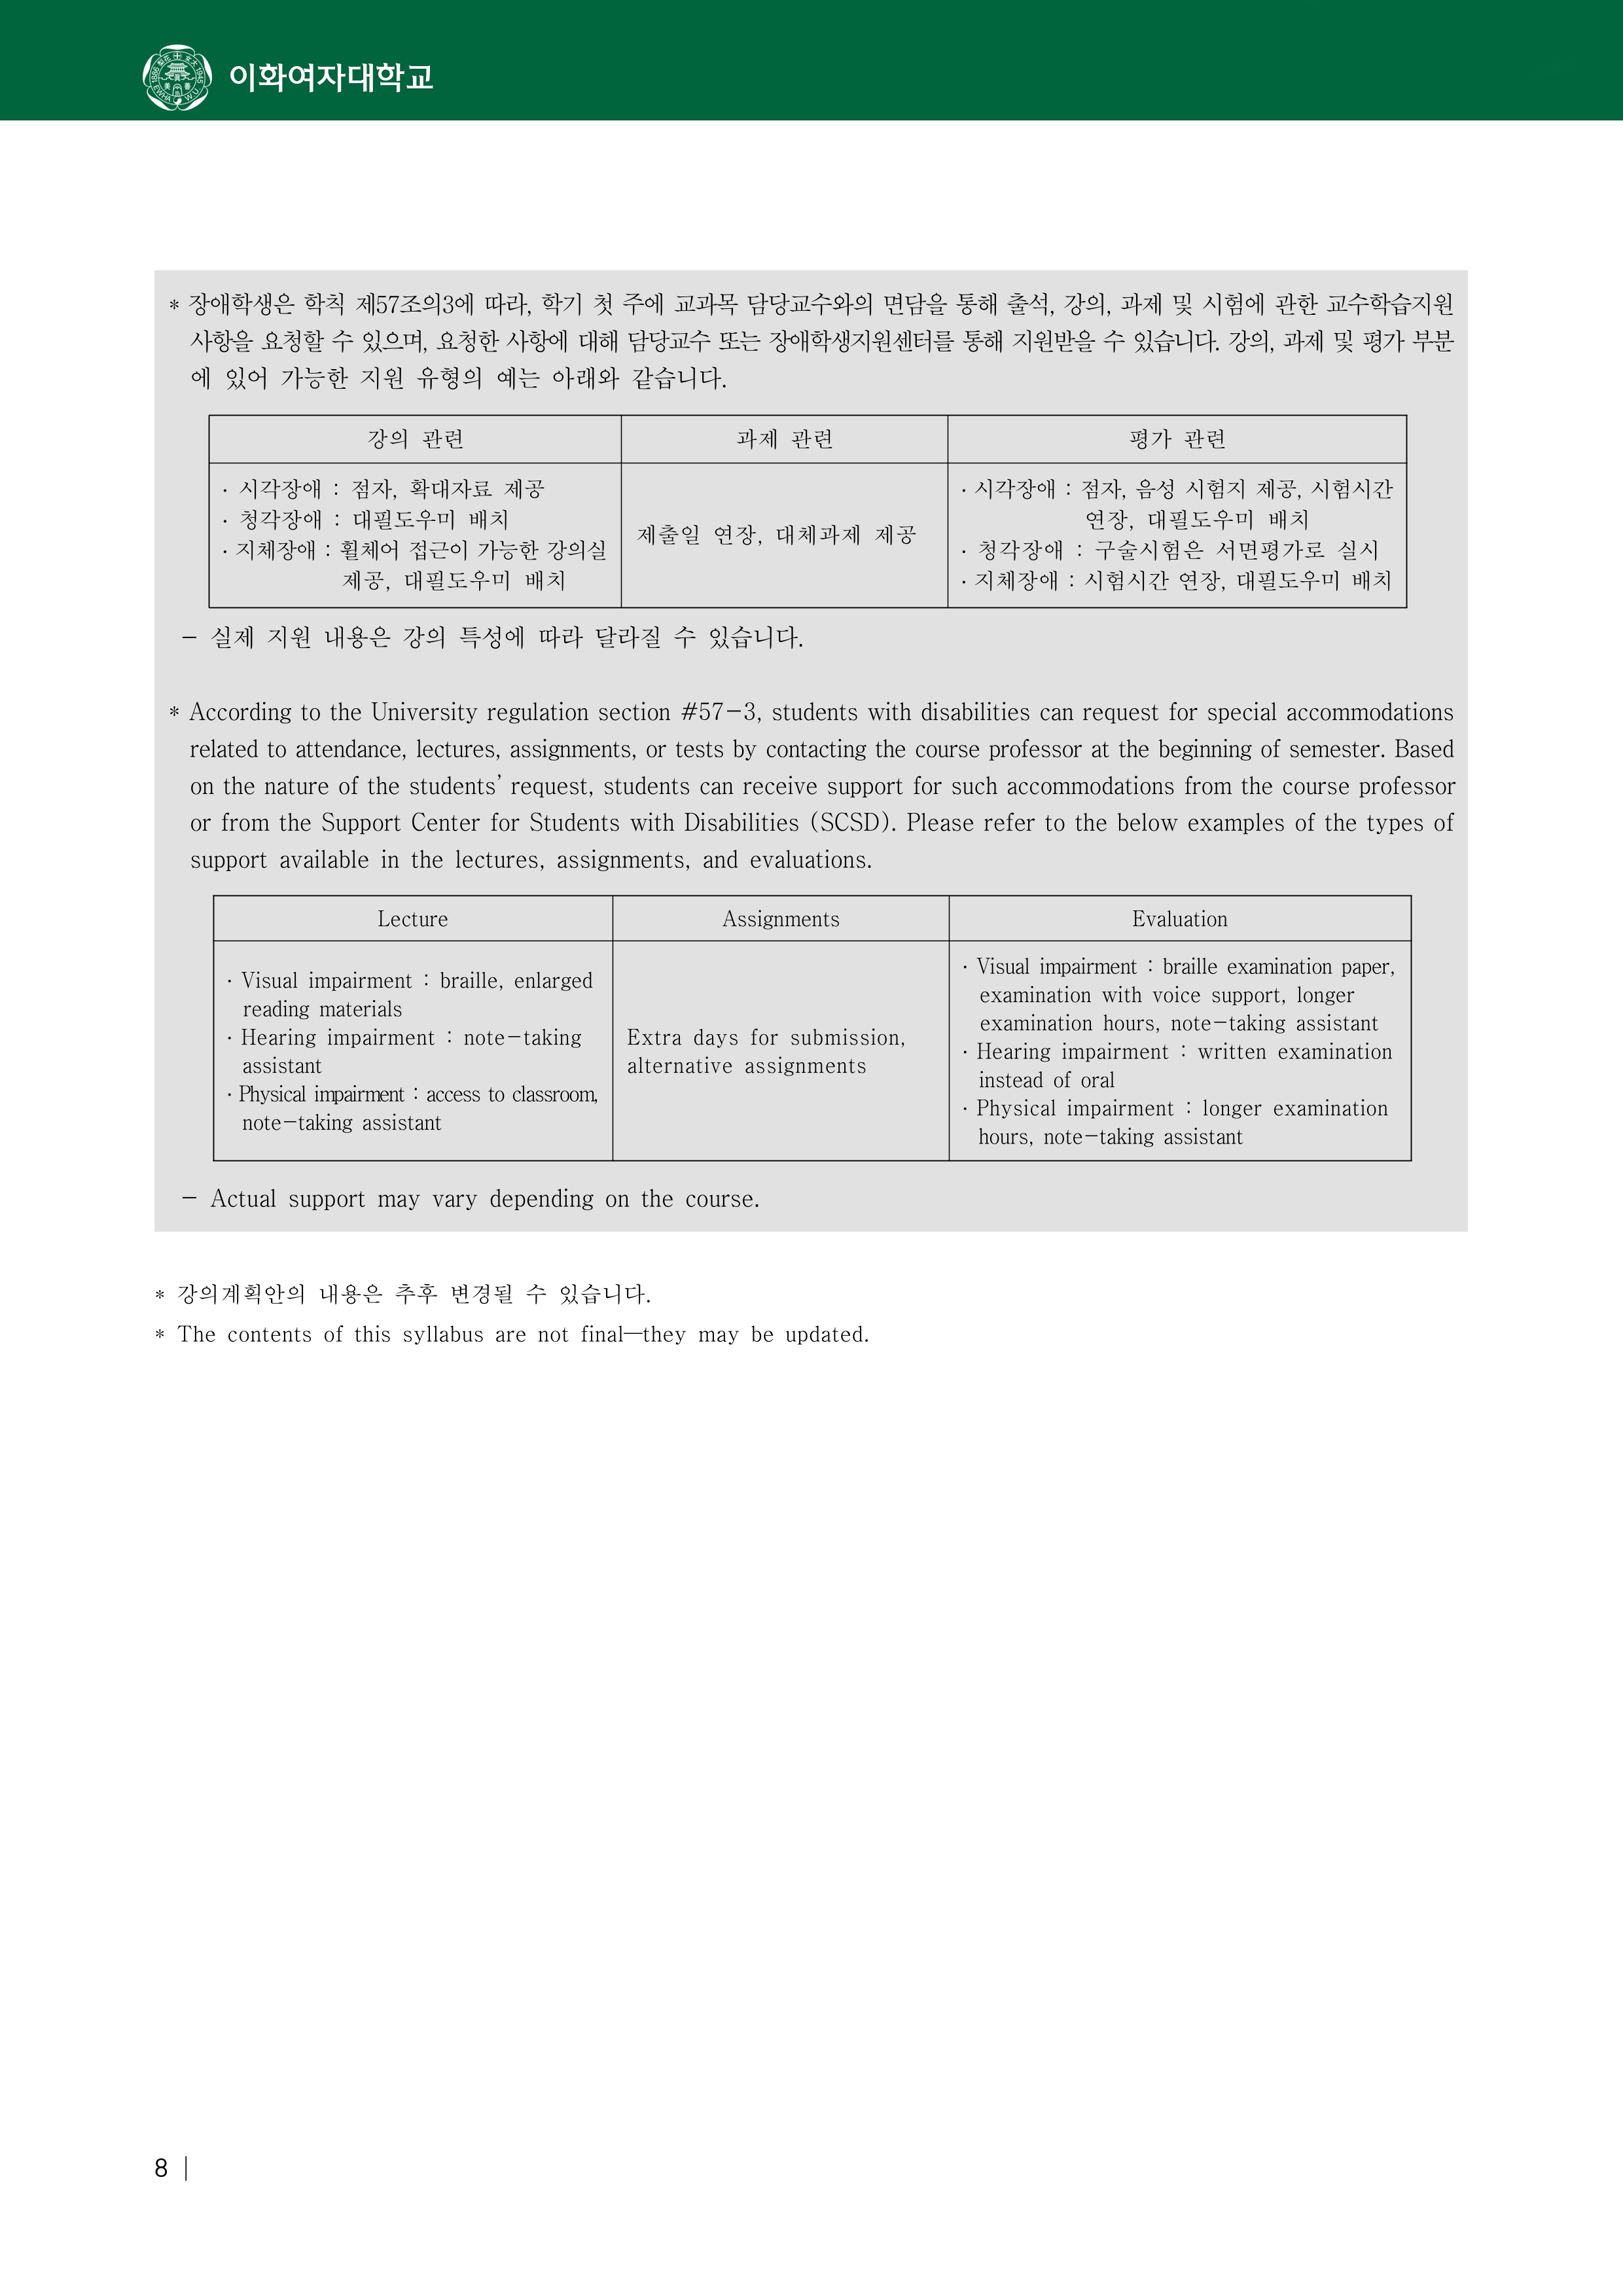 이화여자대학교
* 장애학생은 학칙 제57조의3에 따라, 학기 첫 주에 교과목 담당교수와의 면담을 통해 출석, 강의, 과제 및 시험에 관한 교수학습지원
사항을 요청할 수 있으며, 요청한 사항에 대해 담당교수 또는 장애학생지원센터를 통해 지원받을 수 있습니다. 강의, 과제 및 평가 부분
에 있어 가능한 지원 유형의 예는 아래와 같습니다.
강의 관련
과제 관련
평가 관련
· 시각장애 : 점자, 확대자료 제공
· 청각장애 : 대필도우미 배치
· 지체장애 : 휠체어 접근이 가능한 강의실
제공, 대필도우미 배치
제출일 연장, 대체과제 제공
· 시각장애 : 점자, 음성 시험지 제공, 시험시간
연장, 대필도우미 배치
· 청각장애 : 구술시험은 서면평가로 실시
· 지체장애 : 시험시간 연장, 대필도우미 배치
- 실제 지원 내용은 강의 특성에 따라 달라질 수 있습니다.
* According to the University regulation section #57-3, students with disabilities can request for special accommodations
related to attendance, lectures, assignments, or tests by contacting the course professor at the beginning of semester. Based
on the nature of the students' request, students can receive support for such accommodations from the course professor
or from the Support Center for Students with Disabilities (SCSD). Please refer to the below examples of the types of
support available in the lectures, assignments, and evaluations.
Lecture
Assignments
Evaluation
· Visual impairment : braille, enlarged
reading materials
· Hearing impairment : note-taking
assistant
· Physical impairment : access to classroom,
note-taking assistant
Extra days for submission,
alternative assignments
· Visual impairment : braille examination paper,
examination with voice support, longer
examination hours, note-taking assistant
· Hearing impairment : written examination
instead of oral
· Physical impairment : longer examination
hours, note-taking assistant
- Actual support may vary depending on the course.
* 강의계획안의 내용은 추후 변경될 수 있습니다.
* The contents of this syllabus are not final—they may be updated.
8 |